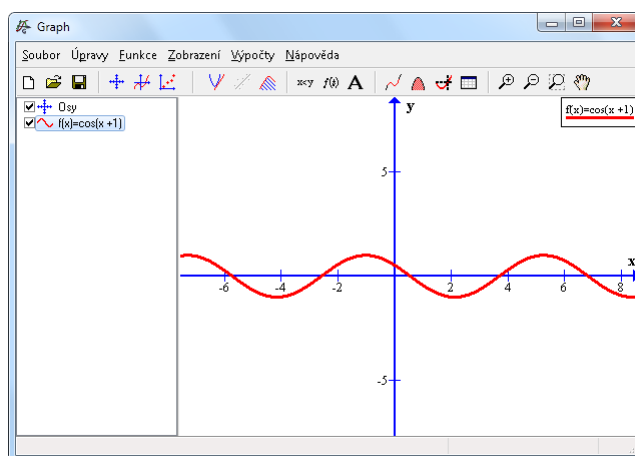 Graph
Soubor Úpravy Funkce Zobrazení Výpočty Nápověda
x<y f(x) A
Osy
f(x)=cos(x +1)
y
f(x)=cos(x +1)
5
x
-6 -4 -2 2 4 6 8
-5